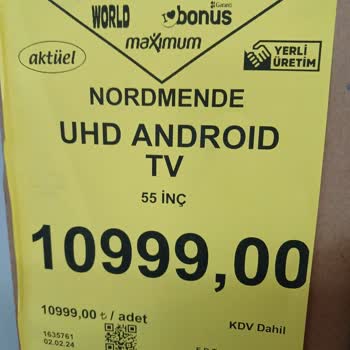 WORLD
Garanti
bonus
maximum
aktüel
YERLİ
ÜRETİM
NORDMENDE
UHD ANDROID
TV
55 İNÇ
10999,00
10999,00 ₺ / adet
KDV Dahil
1635761
02.02.24